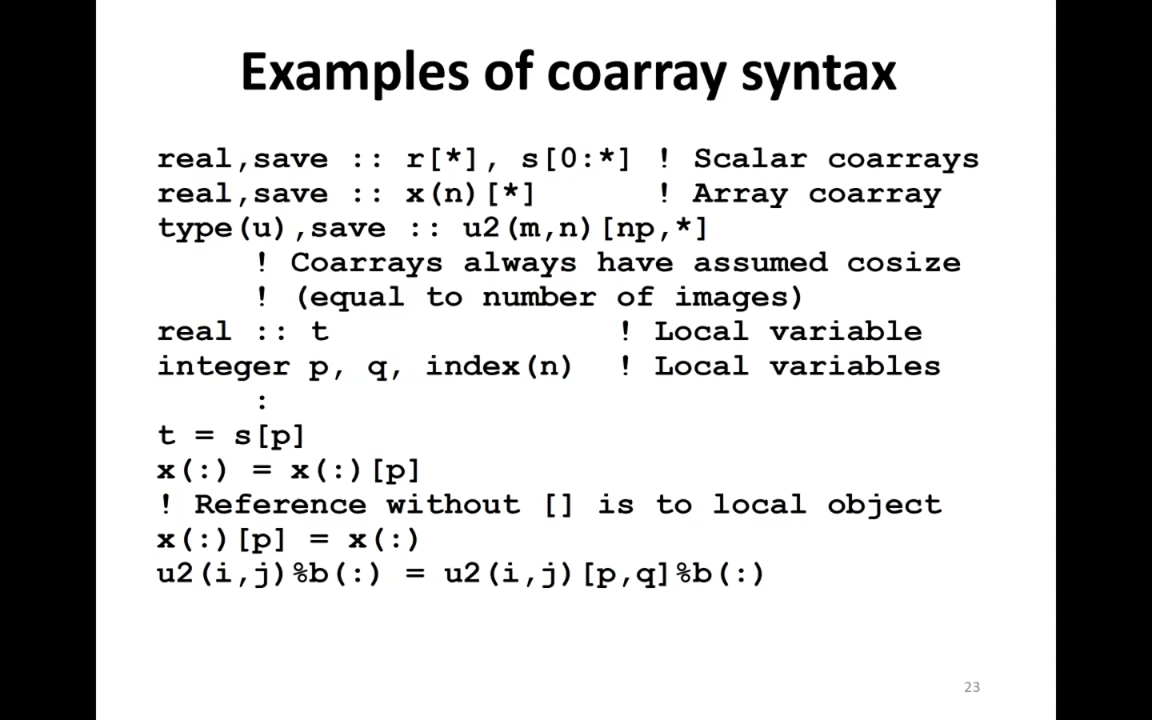 Examples of coarray syntax
real,save :: r[*], s[0:*] ! Scalar coarrays
real,save :: x(n)[*] ! Array coarray
type(u),save :: u2(m,n)[np,*]
! Coarrays always have assumed cosize
! (equal to number of images)
real :: t ! Local variable
integer p, q, index(n) ! Local variables
:
t = s[p]
x(:) = x(:)[p]
! Reference without [] is to local object
x(:)[p] = x(:)
u2(i,j)%b(:) = u2(i,j)[p,q]%b(:)
23